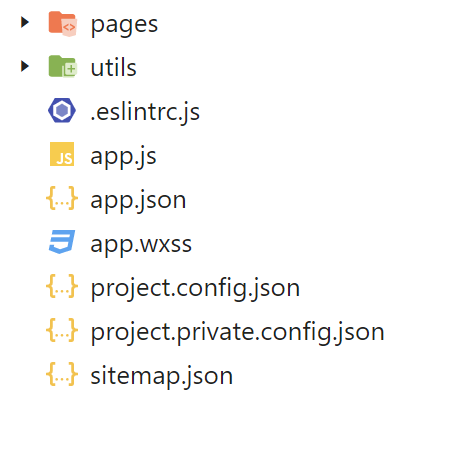 pages
utils
.eslintrc.js
JS app.js
{...} app.json
app.wxss
{...} project.config.json
{...} project.private.config.json
{...} sitemap.json